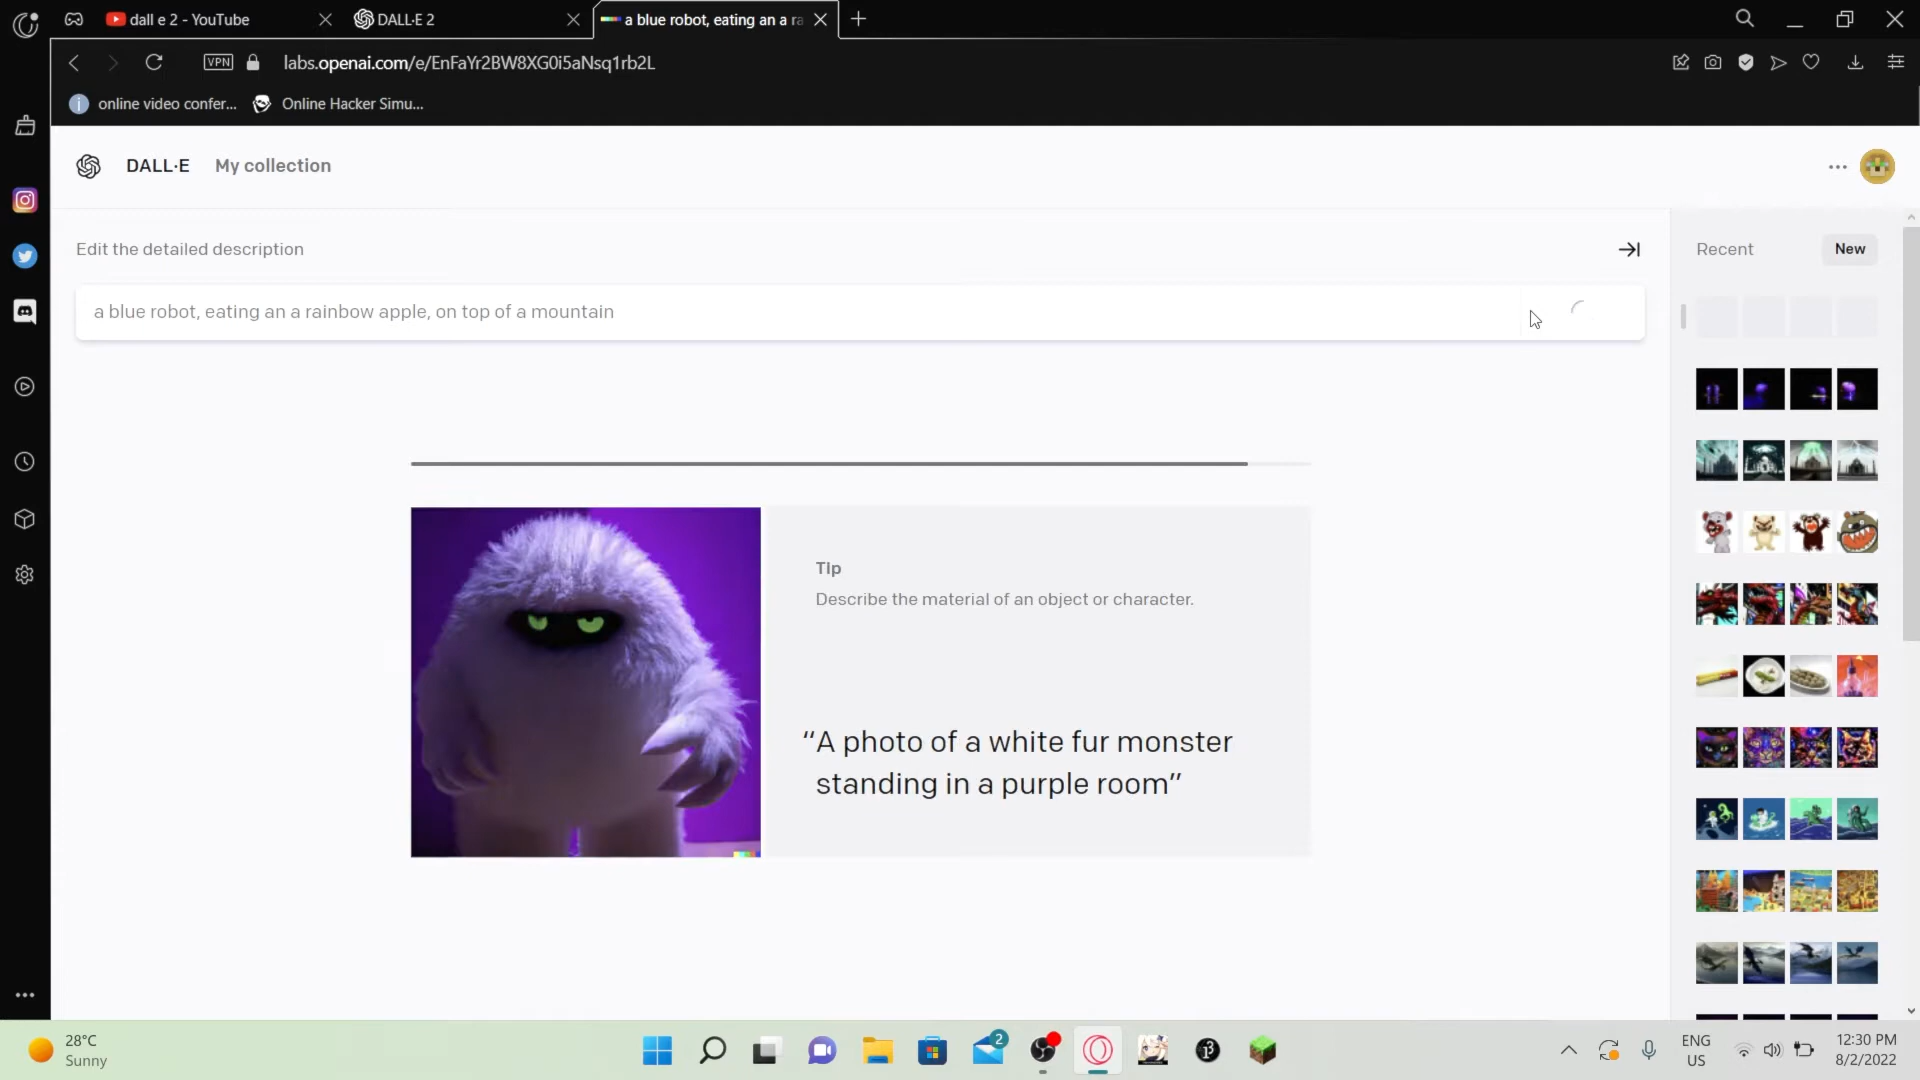 dall e 2 - YouTube
DALL·E 2
a blue robot, eating an a ra
VPN
labs.openai.com/e/EnFaYr2BW8XG0i5aNsq1rb2L
online video confer...
Online Hacker Simu...
DALL·E
My collection
Edit the detailed description
Recent
New
a blue robot, eating an a rainbow apple, on top of a mountain
Tip
Describe the material of an object or character.
“A photo of a white fur monster
standing in a purple room”
28°C
Sunny
2
ENG
US
12:30 PM
8/2/2022